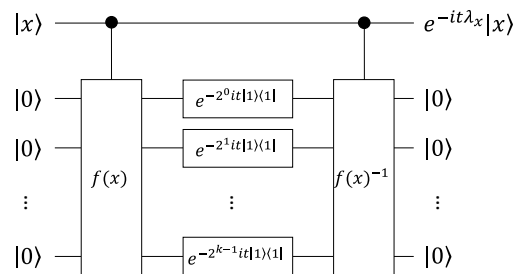 |x⟩ e^{-itλ_x}|x⟩
|0⟩ e^{-2^0 it|1⟩⟨1|} |0⟩
|0⟩ e^{-2^1 it|1⟩⟨1|} |0⟩
f(x) f(x)^{-1}
⋮ ⋮ ⋮
|0⟩ e^{-2^{k-1} it|1⟩⟨1|} |0⟩